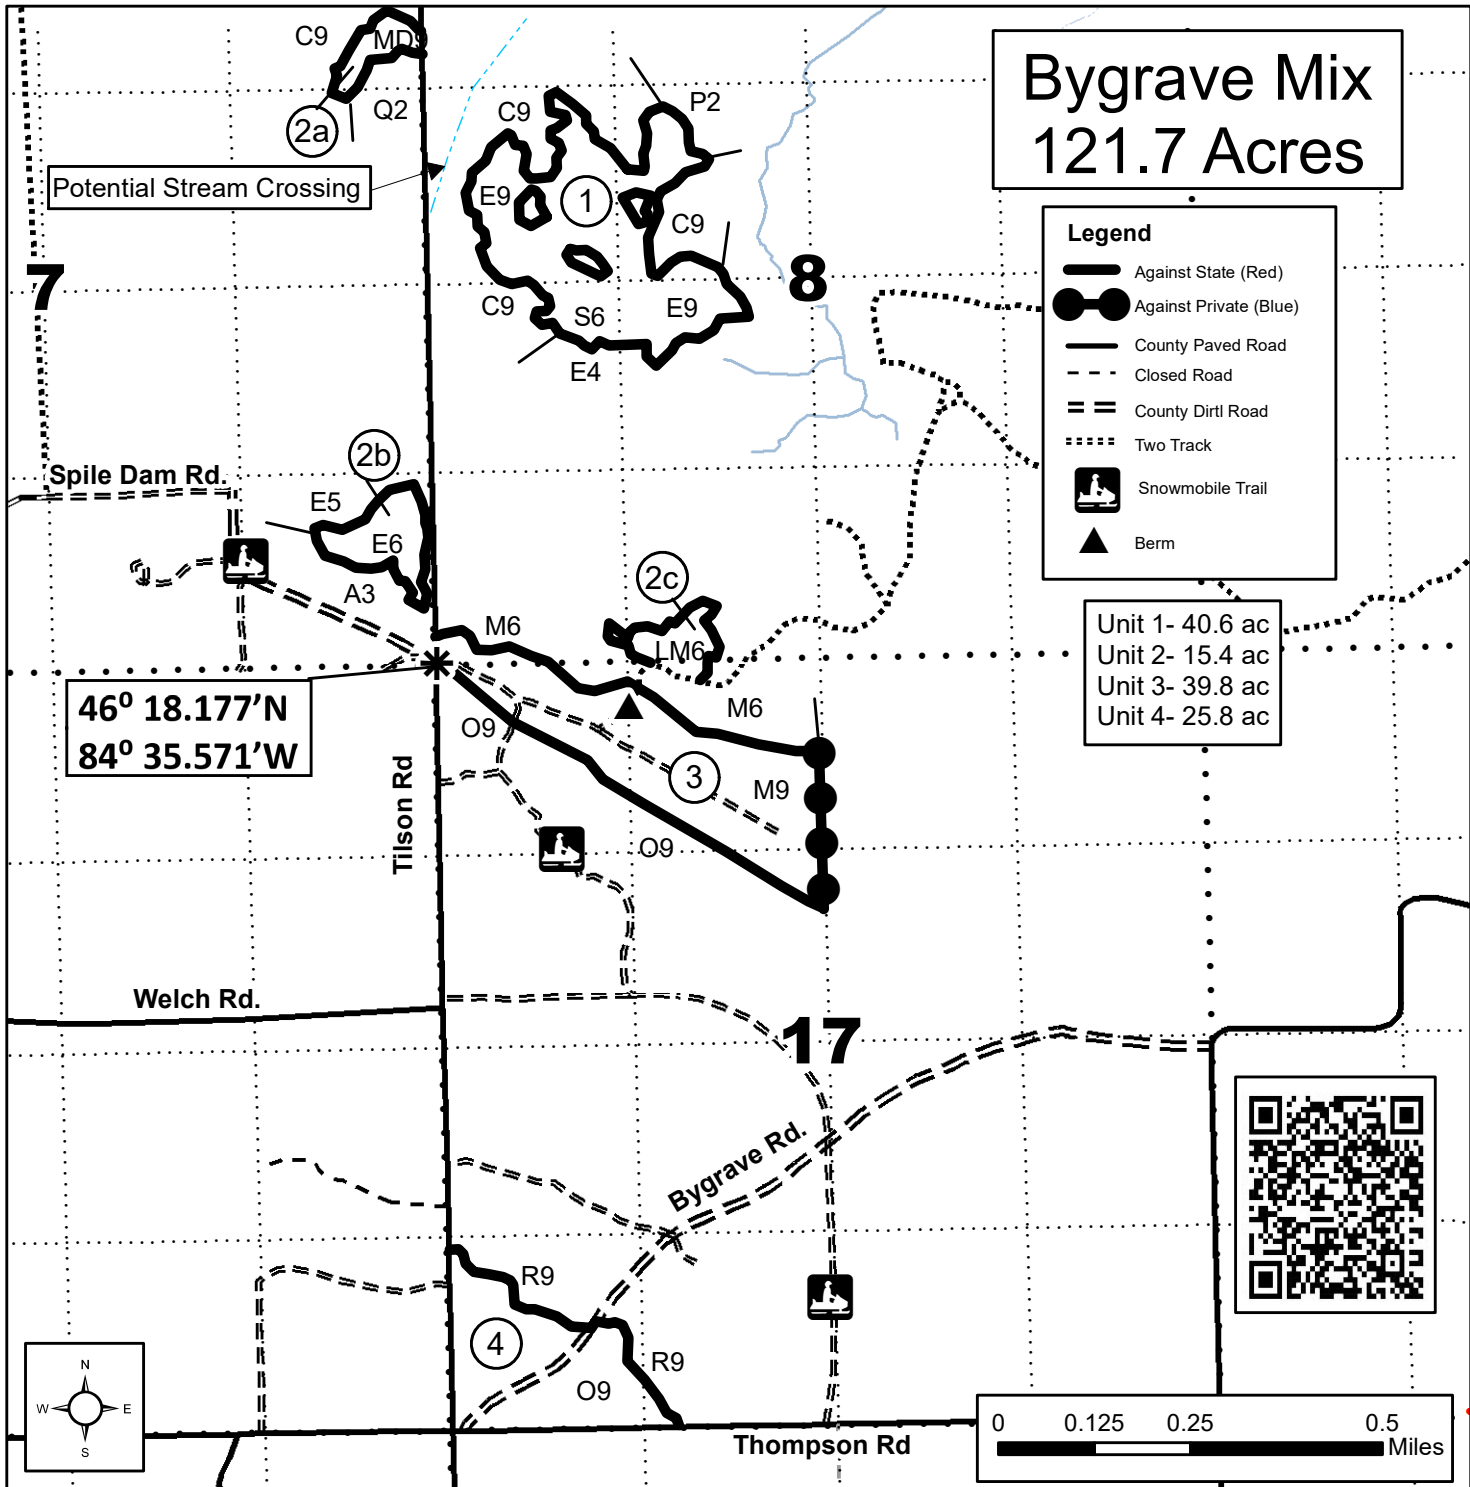 Bygrave Mix
121.7 Acres
C9
MD9
Q2
2a
Potential Stream Crossing
C9
P2
E9
1
C9
C9
S6
E9
E4
7
8
Legend
Against State (Red)
Against Private (Blue)
County Paved Road
Closed Road
County Dirtl Road
Two Track
Snowmobile Trail
Berm
2b
Spile Dam Rd.
E5
E6
A3
2c
M6
LM6
M6
Unit 1- 40.6 ac
Unit 2- 15.4 ac
Unit 3- 39.8 ac
Unit 4- 25.8 ac
46⁰ 18.177’N
84⁰ 35.571’W
O9
Tilson Rd
3
M9
O9
Welch Rd.
17
Bygrave Rd.
R9
4
R9
O9
N
W
E
S
Thompson Rd
0 0.125 0.25 0.5
Miles